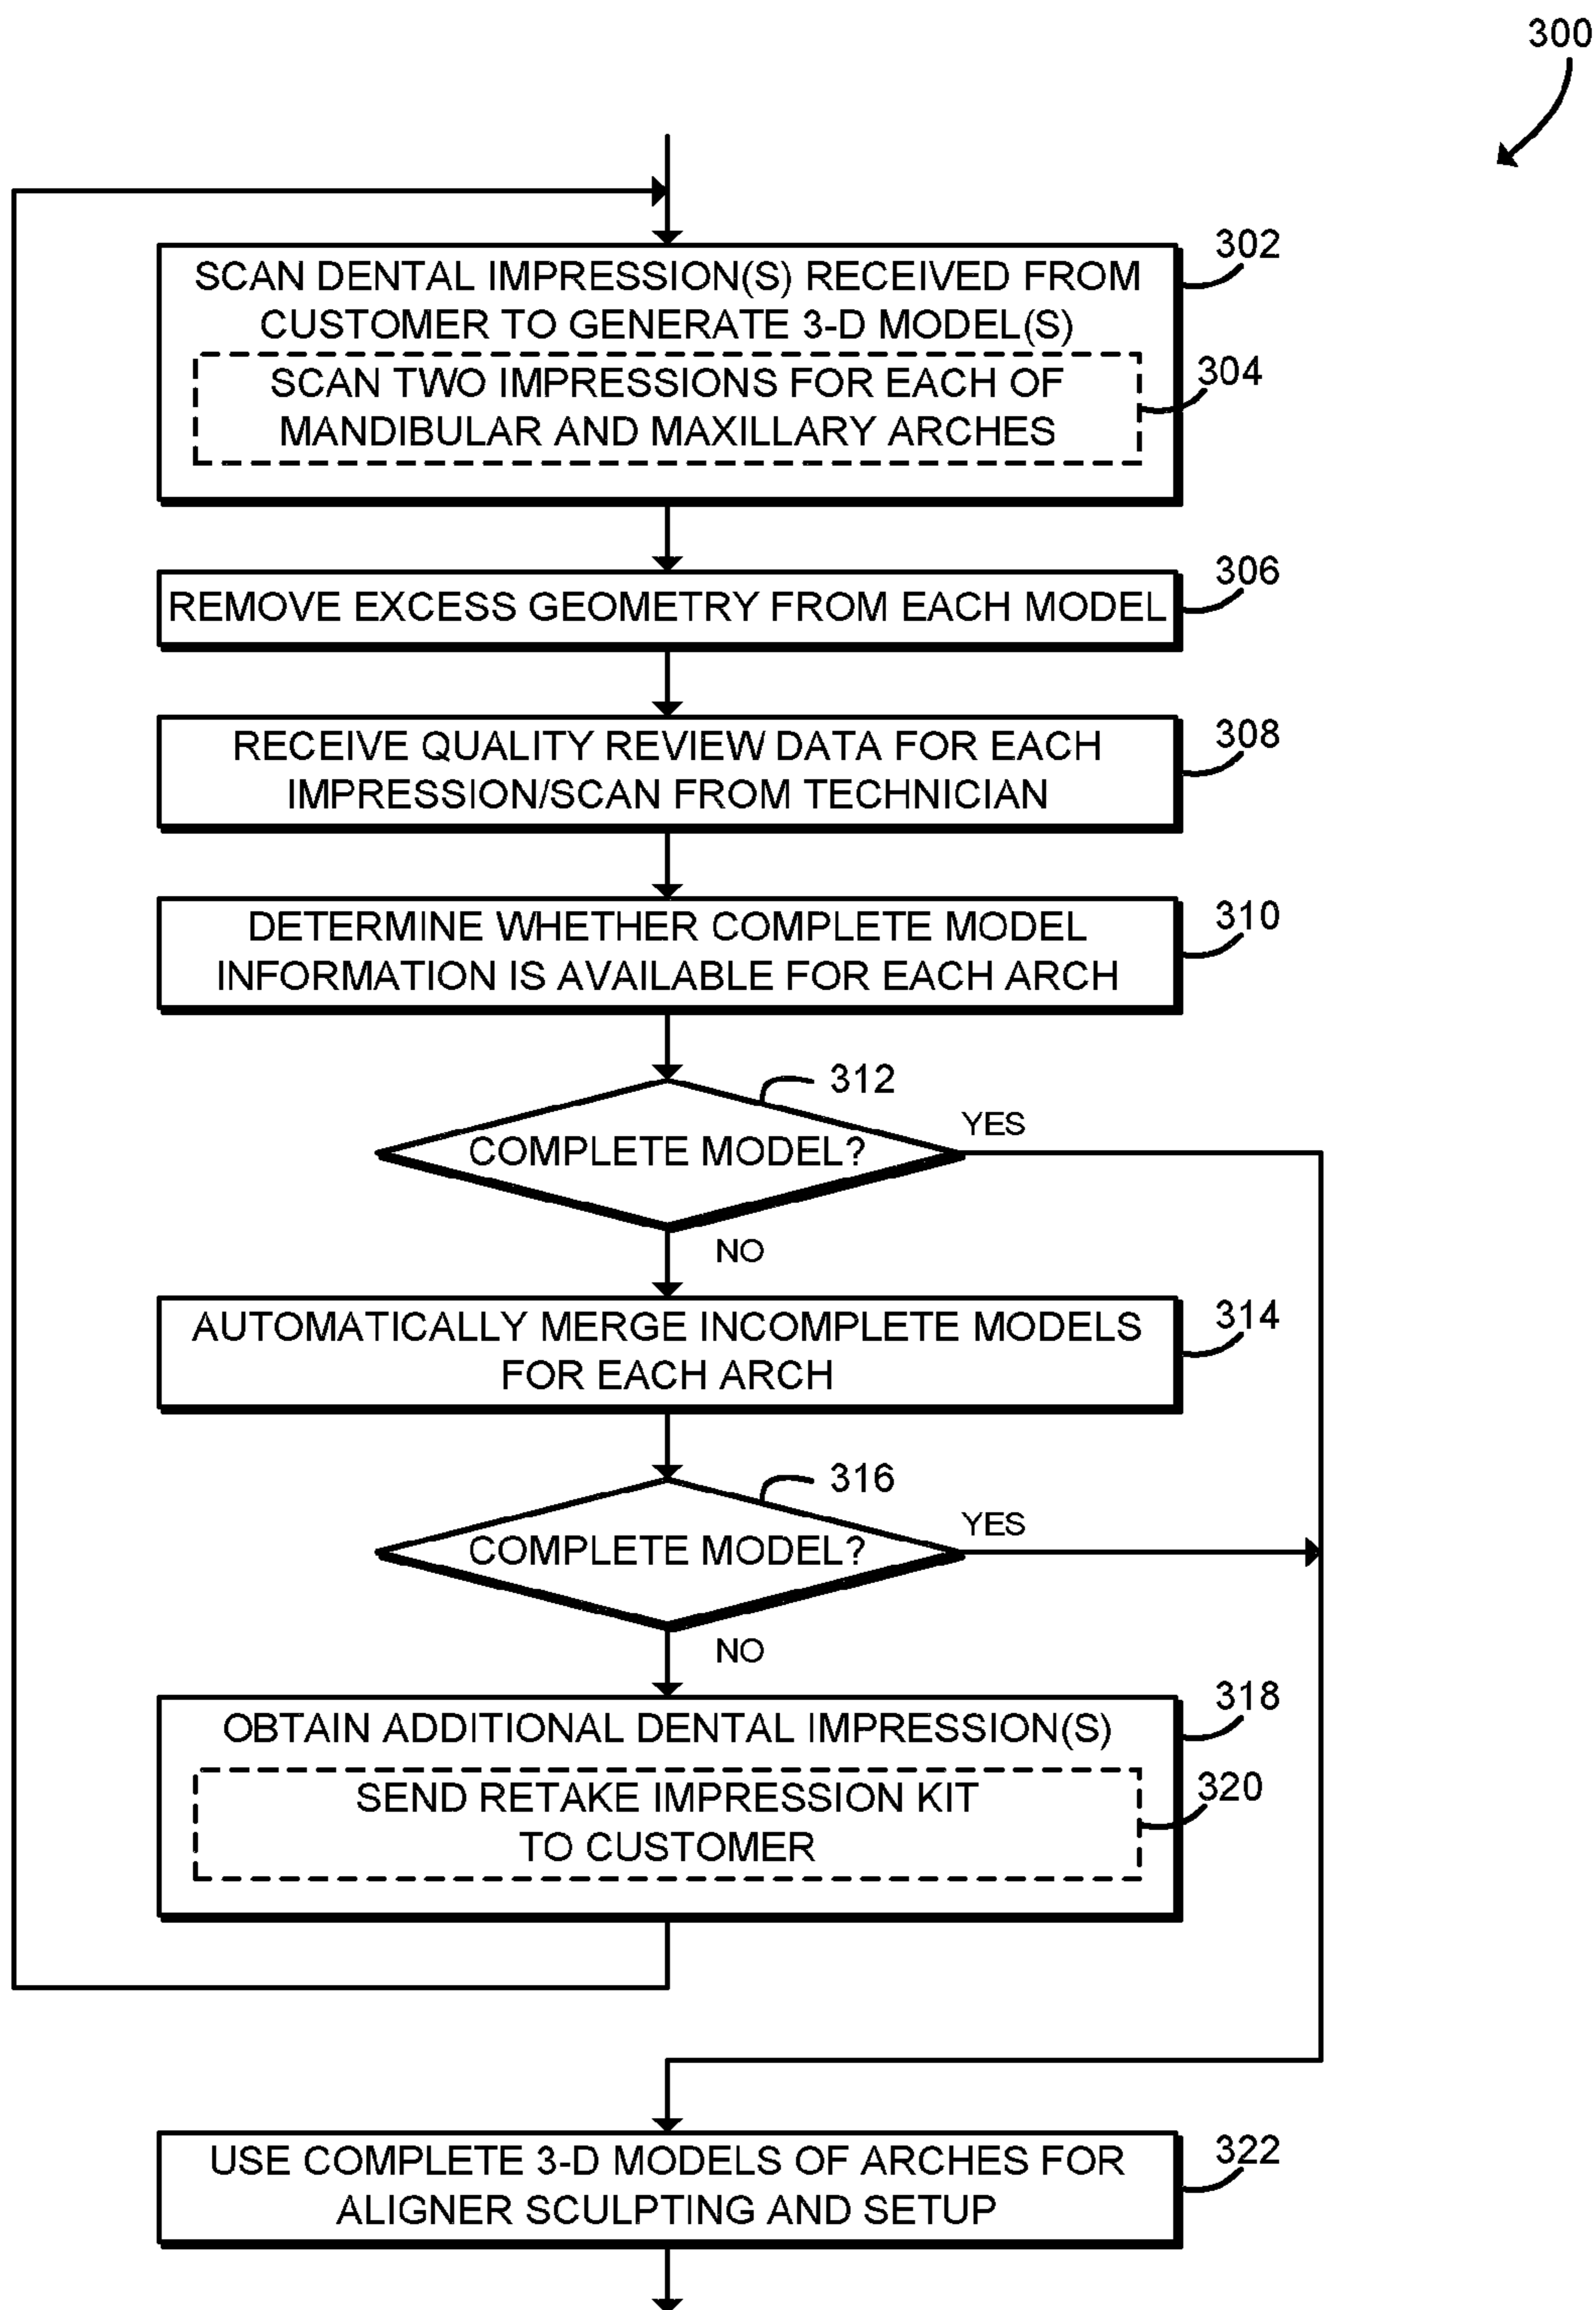 300
SCAN DENTAL IMPRESSION(S) RECEIVED FROM
CUSTOMER TO GENERATE 3-D MODEL(S)
302
SCAN TWO IMPRESSIONS FOR EACH OF
MANDIBULAR AND MAXILLARY ARCHES
304
REMOVE EXCESS GEOMETRY FROM EACH MODEL
306
RECEIVE QUALITY REVIEW DATA FOR EACH
IMPRESSION/SCAN FROM TECHNICIAN
308
DETERMINE WHETHER COMPLETE MODEL
INFORMATION IS AVAILABLE FOR EACH ARCH
310
312
COMPLETE MODEL?
YES
NO
AUTOMATICALLY MERGE INCOMPLETE MODELS
FOR EACH ARCH
314
316
COMPLETE MODEL?
YES
NO
OBTAIN ADDITIONAL DENTAL IMPRESSION(S)
318
SEND RETAKE IMPRESSION KIT
TO CUSTOMER
320
USE COMPLETE 3-D MODELS OF ARCHES FOR
ALIGNER SCULPTING AND SETUP
322